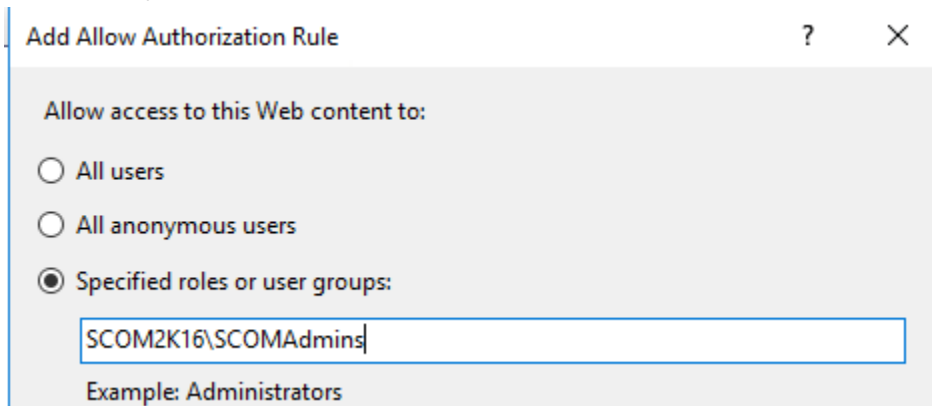 Add Allow Authorization Rule ? ×
Allow access to this Web content to:
All users
All anonymous users
Specified roles or user groups:
SCOM2K16\SCOMAdmins
Example: Administrators